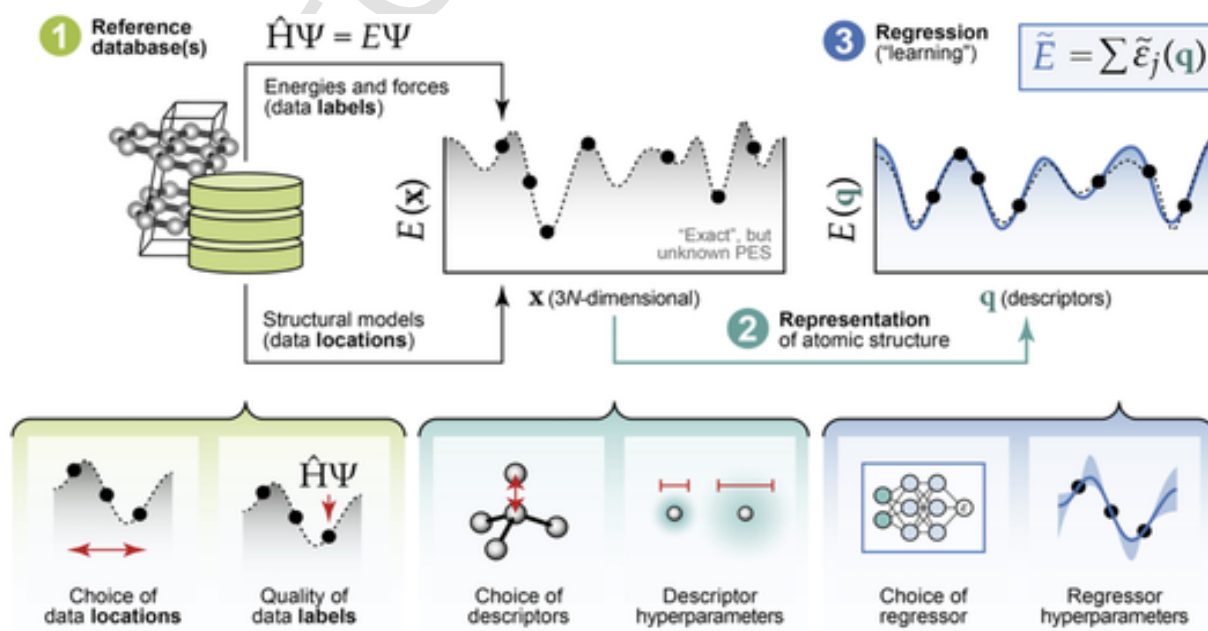 1 Reference
database(s)
ĤΨ = EΨ
Energies and forces
(data labels)
E(x)
"Exact", but
unknown PES
x (3N-dimensional)
Structural models
(data locations)
2 Representation
of atomic structure
3 Regression
("learning")
Ẽ = ∑ ε̃ⱼ(q)
E(q)
q (descriptors)
Choice of
data locations
ĤΨ
Quality of
data labels
Choice of
descriptors
Descriptor
hyperparameters
Choice of
regressor
Regressor
hyperparameters